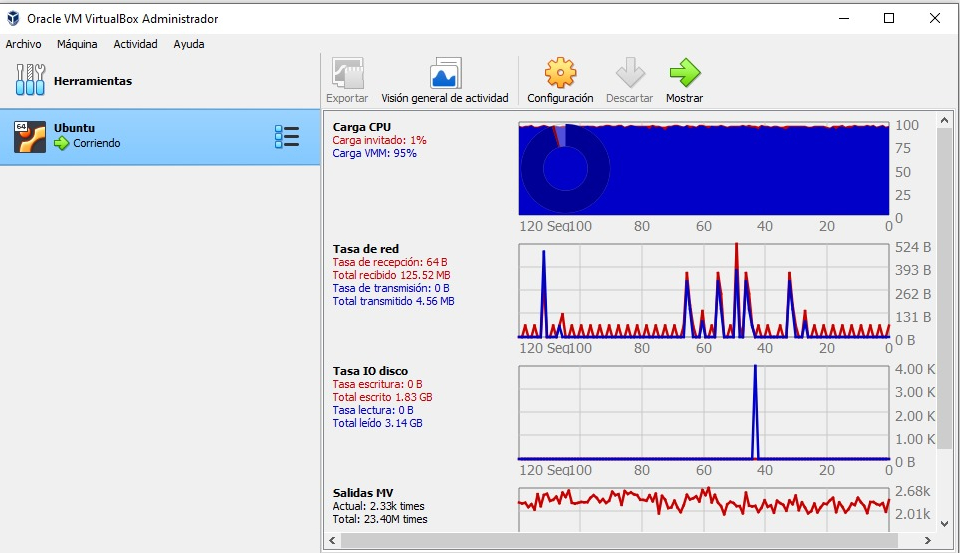 Oracle VM VirtualBox Administrador
Archivo Máquina Actividad Ayuda
Herramientas
64
Ubuntu
Corriendo
Exportar Visión general de actividad Configuración Descartar Mostrar
Carga CPU
Carga invitado: 1%
Carga VMM: 95%
100
75
50
25
0
120 Seg 100 80 60 40 20 0
Tasa de red
Tasa de recepción: 64 B
Total recibido 125.52 MB
Tasa de transmisión: 0 B
Total transmitido 4.56 MB
524 B
393 B
262 B
131 B
0 B
120 Seg 100 80 60 40 20 0
Tasa IO disco
Tasa escritura: 0 B
Total escrito 1.83 GB
Tasa lectura: 0 B
Total leído 3.14 GB
4.00 K
3.00 K
2.00 K
1.00 K
0 B
120 Seg 100 80 60 40 20 0
Salidas MV
Actual: 2.33k times
Total: 23.40M times
2.68k
2.01k